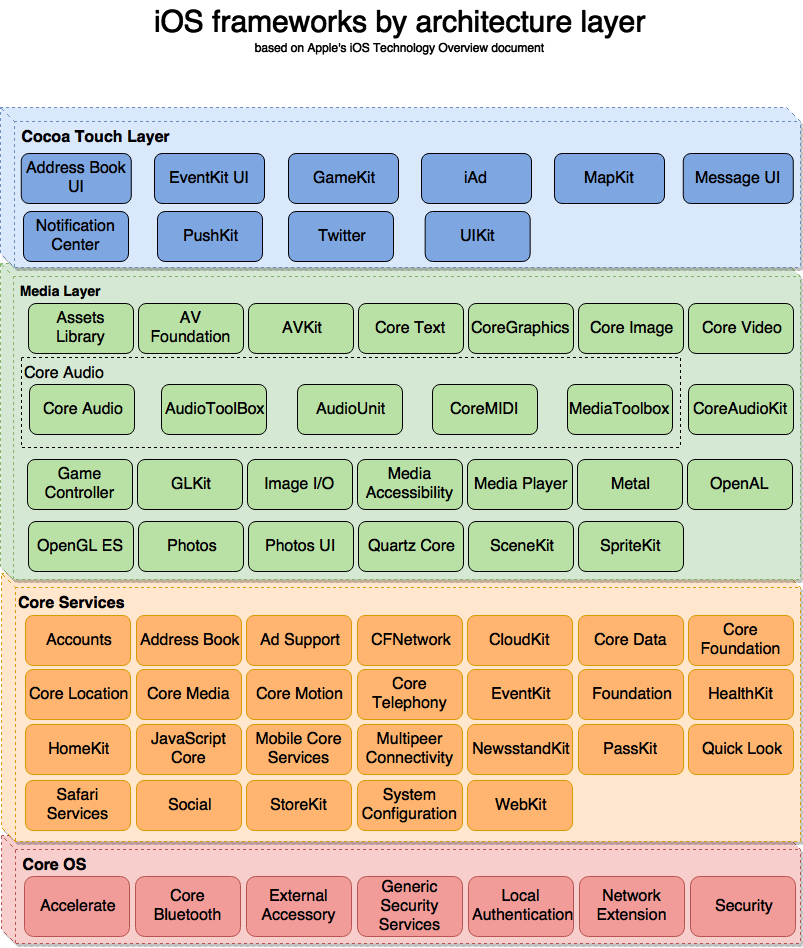 iOS frameworks by architecture layer
based on Apple's iOS Technology Overview document
Cocoa Touch Layer
Address Book
UI
EventKit UI
GameKit
iAd
MapKit
Message UI
Notification
Center
PushKit
Twitter
UIKit
Media Layer
Assets
Library
AV
Foundation
AVKit
Core Text
CoreGraphics
Core Image
Core Video
Core Audio
Core Audio
AudioToolBox
AudioUnit
CoreMIDI
MediaToolbox
CoreAudioKit
Game
Controller
GLKit
Image I/O
Media
Accessibility
Media Player
Metal
OpenAL
OpenGL ES
Photos
Photos UI
Quartz Core
SceneKit
SpriteKit
Core Services
Accounts
Address Book
Ad Support
CFNetwork
CloudKit
Core Data
Core
Foundation
Core Location
Core Media
Core Motion
Core
Telephony
EventKit
Foundation
HealthKit
HomeKit
JavaScript
Core
Mobile Core
Services
Multipeer
Connectivity
NewsstandKit
PassKit
Quick Look
Safari
Services
Social
StoreKit
System
Configuration
WebKit
Core OS
Accelerate
Core
Bluetooth
External
Accessory
Generic
Security
Services
Local
Authentication
Network
Extension
Security